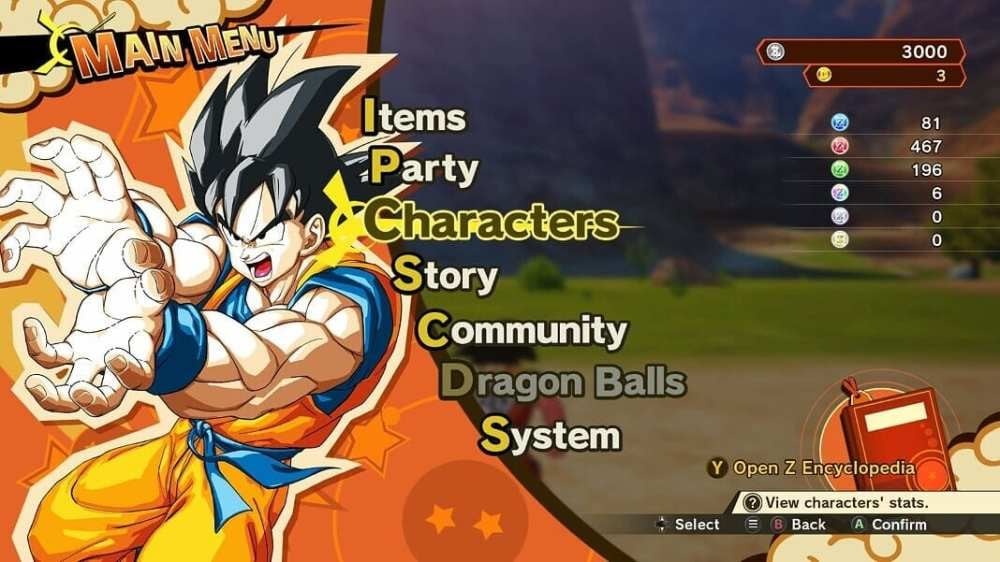 MAIN MENU
3000
3
Items
Party
Characters
Story
Community
Dragon Balls
System
81
467
196
6
0
0
Y Open Z Encyclopedia
? View characters' stats.
Select B Back A Confirm